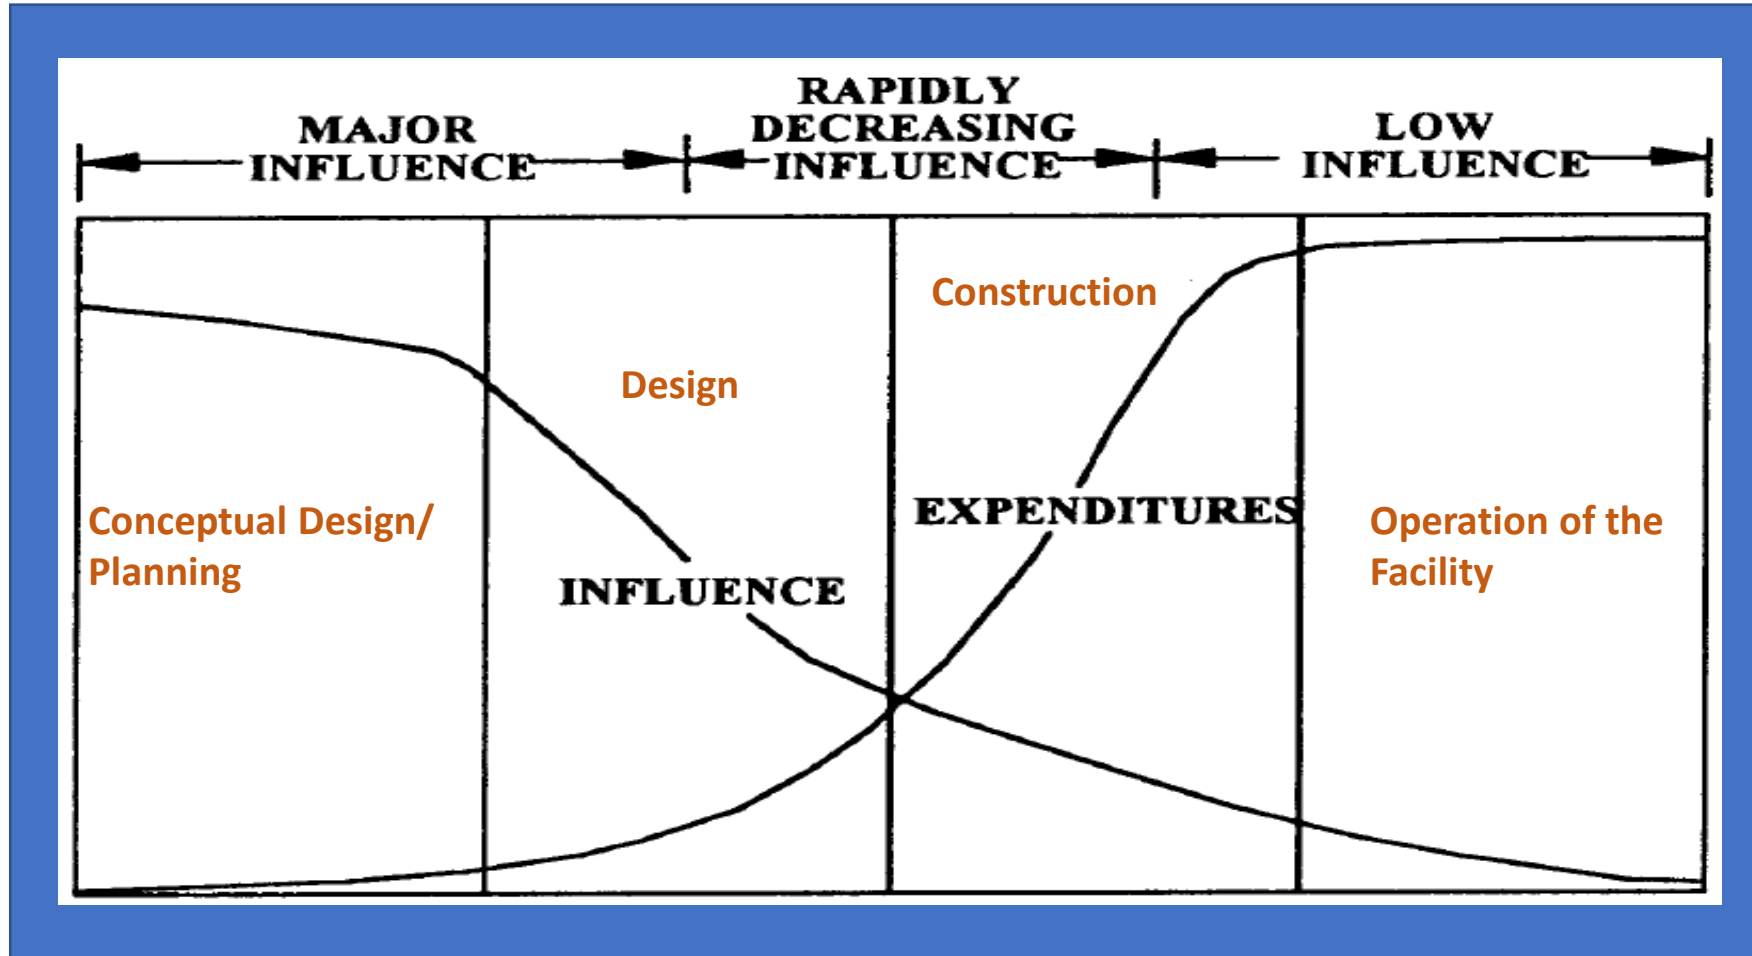 MAJOR
INFLUENCE
RAPIDLY
DECREASING
INFLUENCE
LOW
INFLUENCE
Construction
Design
Conceptual Design/
Planning
EXPENDITURES
Operation of the
Facility
INFLUENCE